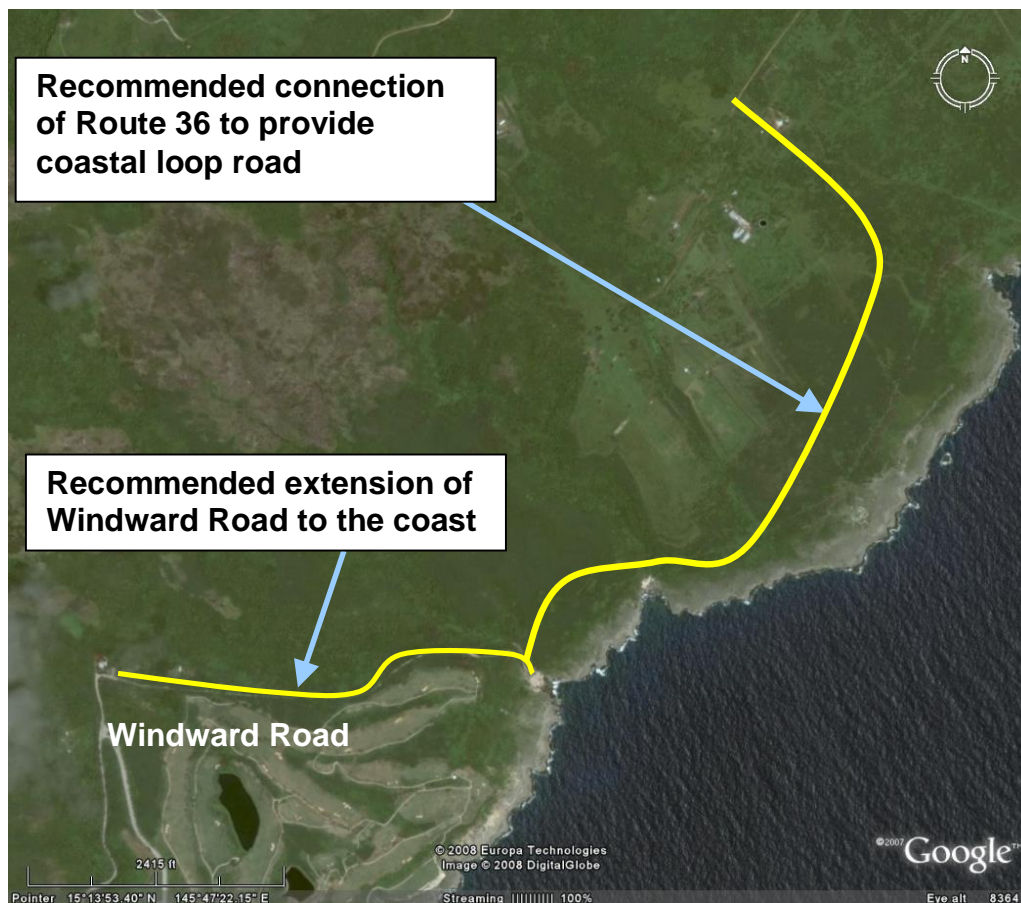 N
Recommended connection
of Route 36 to provide
coastal loop road
Recommended extension of
Windward Road to the coast
Windward Road
2415 ft
© 2008 Europa Technologies
Image © 2008 DigitalGlobe
©2007 Google™
Pointer 15°13'53.40" N 145°47'22.15" E Streaming |||||||||| 100% Eye alt 8364